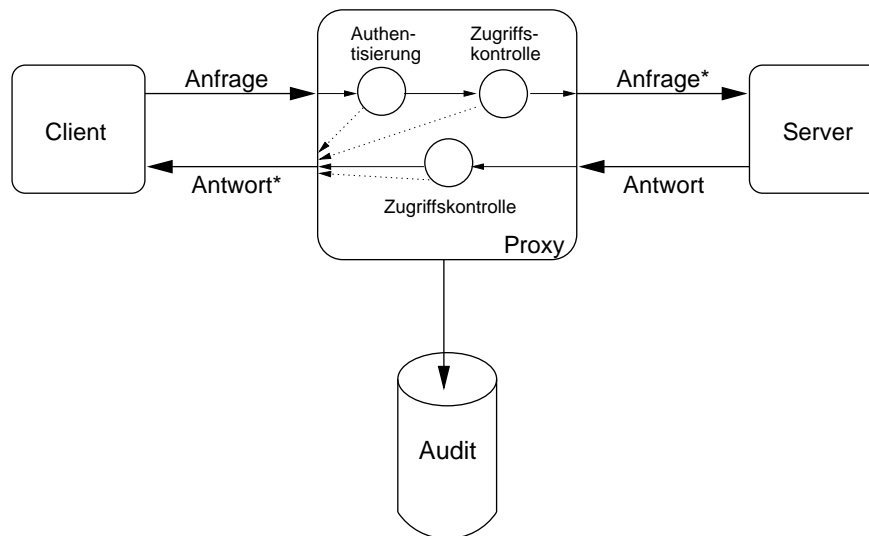 Authen-
tisierung
Zugriffs-
kontrolle
Anfrage
Anfrage*
Client
Server
Antwort*
Antwort
Zugriffskontrolle
Proxy
Audit